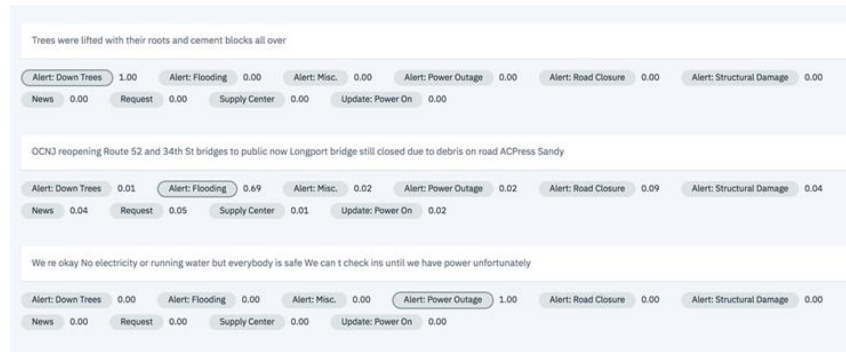 Trees were lifted with their roots and cement blocks all over
Alert: Down Trees 1.00 Alert: Flooding 0.00 Alert: Misc. 0.00 Alert: Power Outage 0.00 Alert: Road Closure 0.00 Alert: Structural Damage 0.00
News 0.00 Request 0.00 Supply Center 0.00 Update: Power On 0.00
OCNJ reopening Route 52 and 34th St bridges to public now Longport bridge still closed due to debris on road ACPress Sandy
Alert: Down Trees 0.01 Alert: Flooding 0.69 Alert: Misc. 0.02 Alert: Power Outage 0.02 Alert: Road Closure 0.09 Alert: Structural Damage 0.04
News 0.04 Request 0.05 Supply Center 0.01 Update: Power On 0.02
We re okay No electricity or running water but everybody is safe We can t check ins until we have power unfortunately
Alert: Down Trees 0.00 Alert: Flooding 0.00 Alert: Misc. 0.00 Alert: Power Outage 1.00 Alert: Road Closure 0.00 Alert: Structural Damage 0.00
News 0.00 Request 0.00 Supply Center 0.00 Update: Power On 0.00